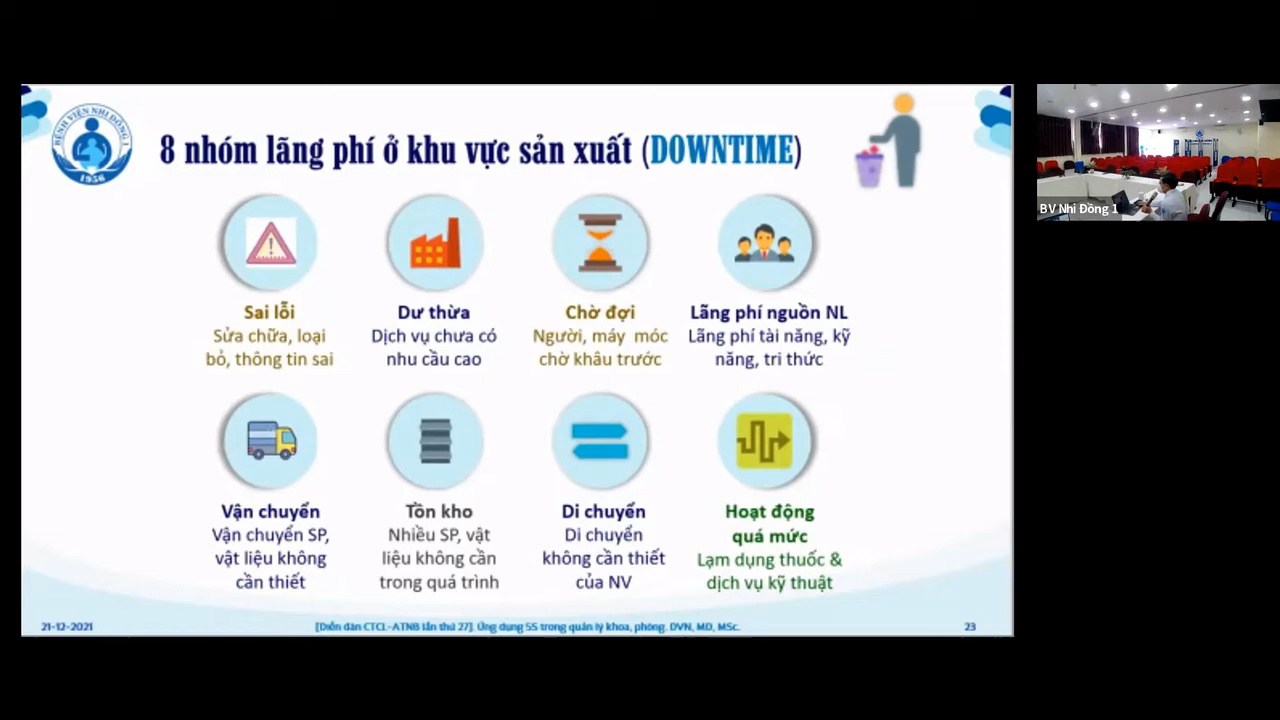 BỆNH VIỆN NHI ĐỒNG 1
1956
8 nhóm lãng phí ở khu vực sản xuất (DOWNTIME)
Sai lỗi
Sửa chữa, loại
bỏ, thông tin sai
Dư thừa
Dịch vụ chưa có
nhu cầu cao
Chờ đợi
Người, máy móc
chờ khâu trước
Lãng phí nguồn NL
Lãng phí tài năng, kỹ
năng, tri thức
Vận chuyển
Vận chuyển SP,
vật liệu không
cần thiết
Tồn kho
Nhiều SP, vật
liệu không cần
trong quá trình
Di chuyển
Di chuyển
không cần thiết
của NV
Hoạt động
quá mức
Lạm dụng thuốc &
dịch vụ kỹ thuật
21-12-2021
[Diễn đàn CTCL-ATNB lần thứ 27]. Ứng dụng 5S trong quản lý khoa, phòng. DVN, MD, MSc.
23
BV Nhi Đồng 1